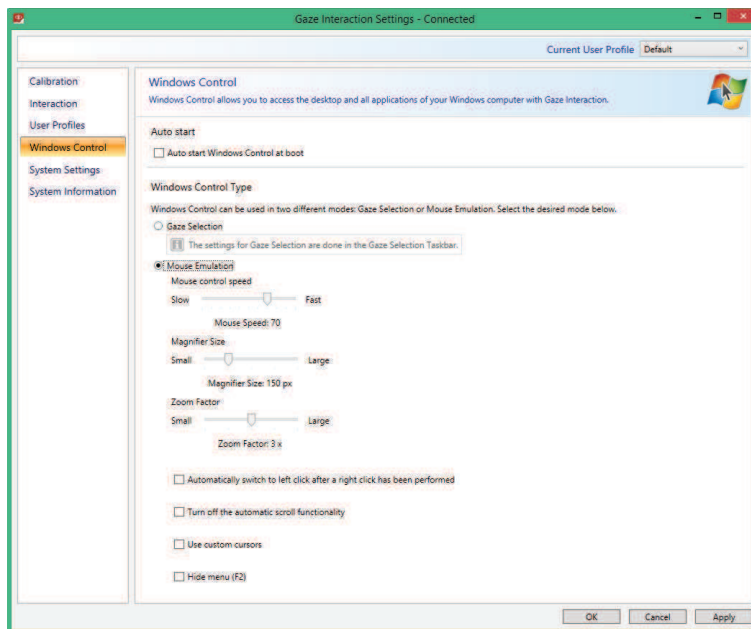 Gaze Interaction Settings - Connected
Current User Profile Default
Calibration
Interaction
User Profiles
Windows Control
System Settings
System Information
Windows Control
Windows Control allows you to access the desktop and all applications of your Windows computer with Gaze Interaction.
Auto start
Auto start Windows Control at boot
Windows Control Type
Windows Control can be used in two different modes: Gaze Selection or Mouse Emulation. Select the desired mode below.
Gaze Selection
The settings for Gaze Selection are done in the Gaze Selection Taskbar.
Mouse Emulation
Mouse control speed
Slow Fast
Mouse Speed: 70
Magnifier Size
Small Large
Magnifier Size: 150 px
Zoom Factor
Small Large
Zoom Factor: 3 x
Automatically switch to left click after a right click has been performed
Turn off the automatic scroll functionality
Use custom cursors
Hide menu (F2)
OK Cancel Apply